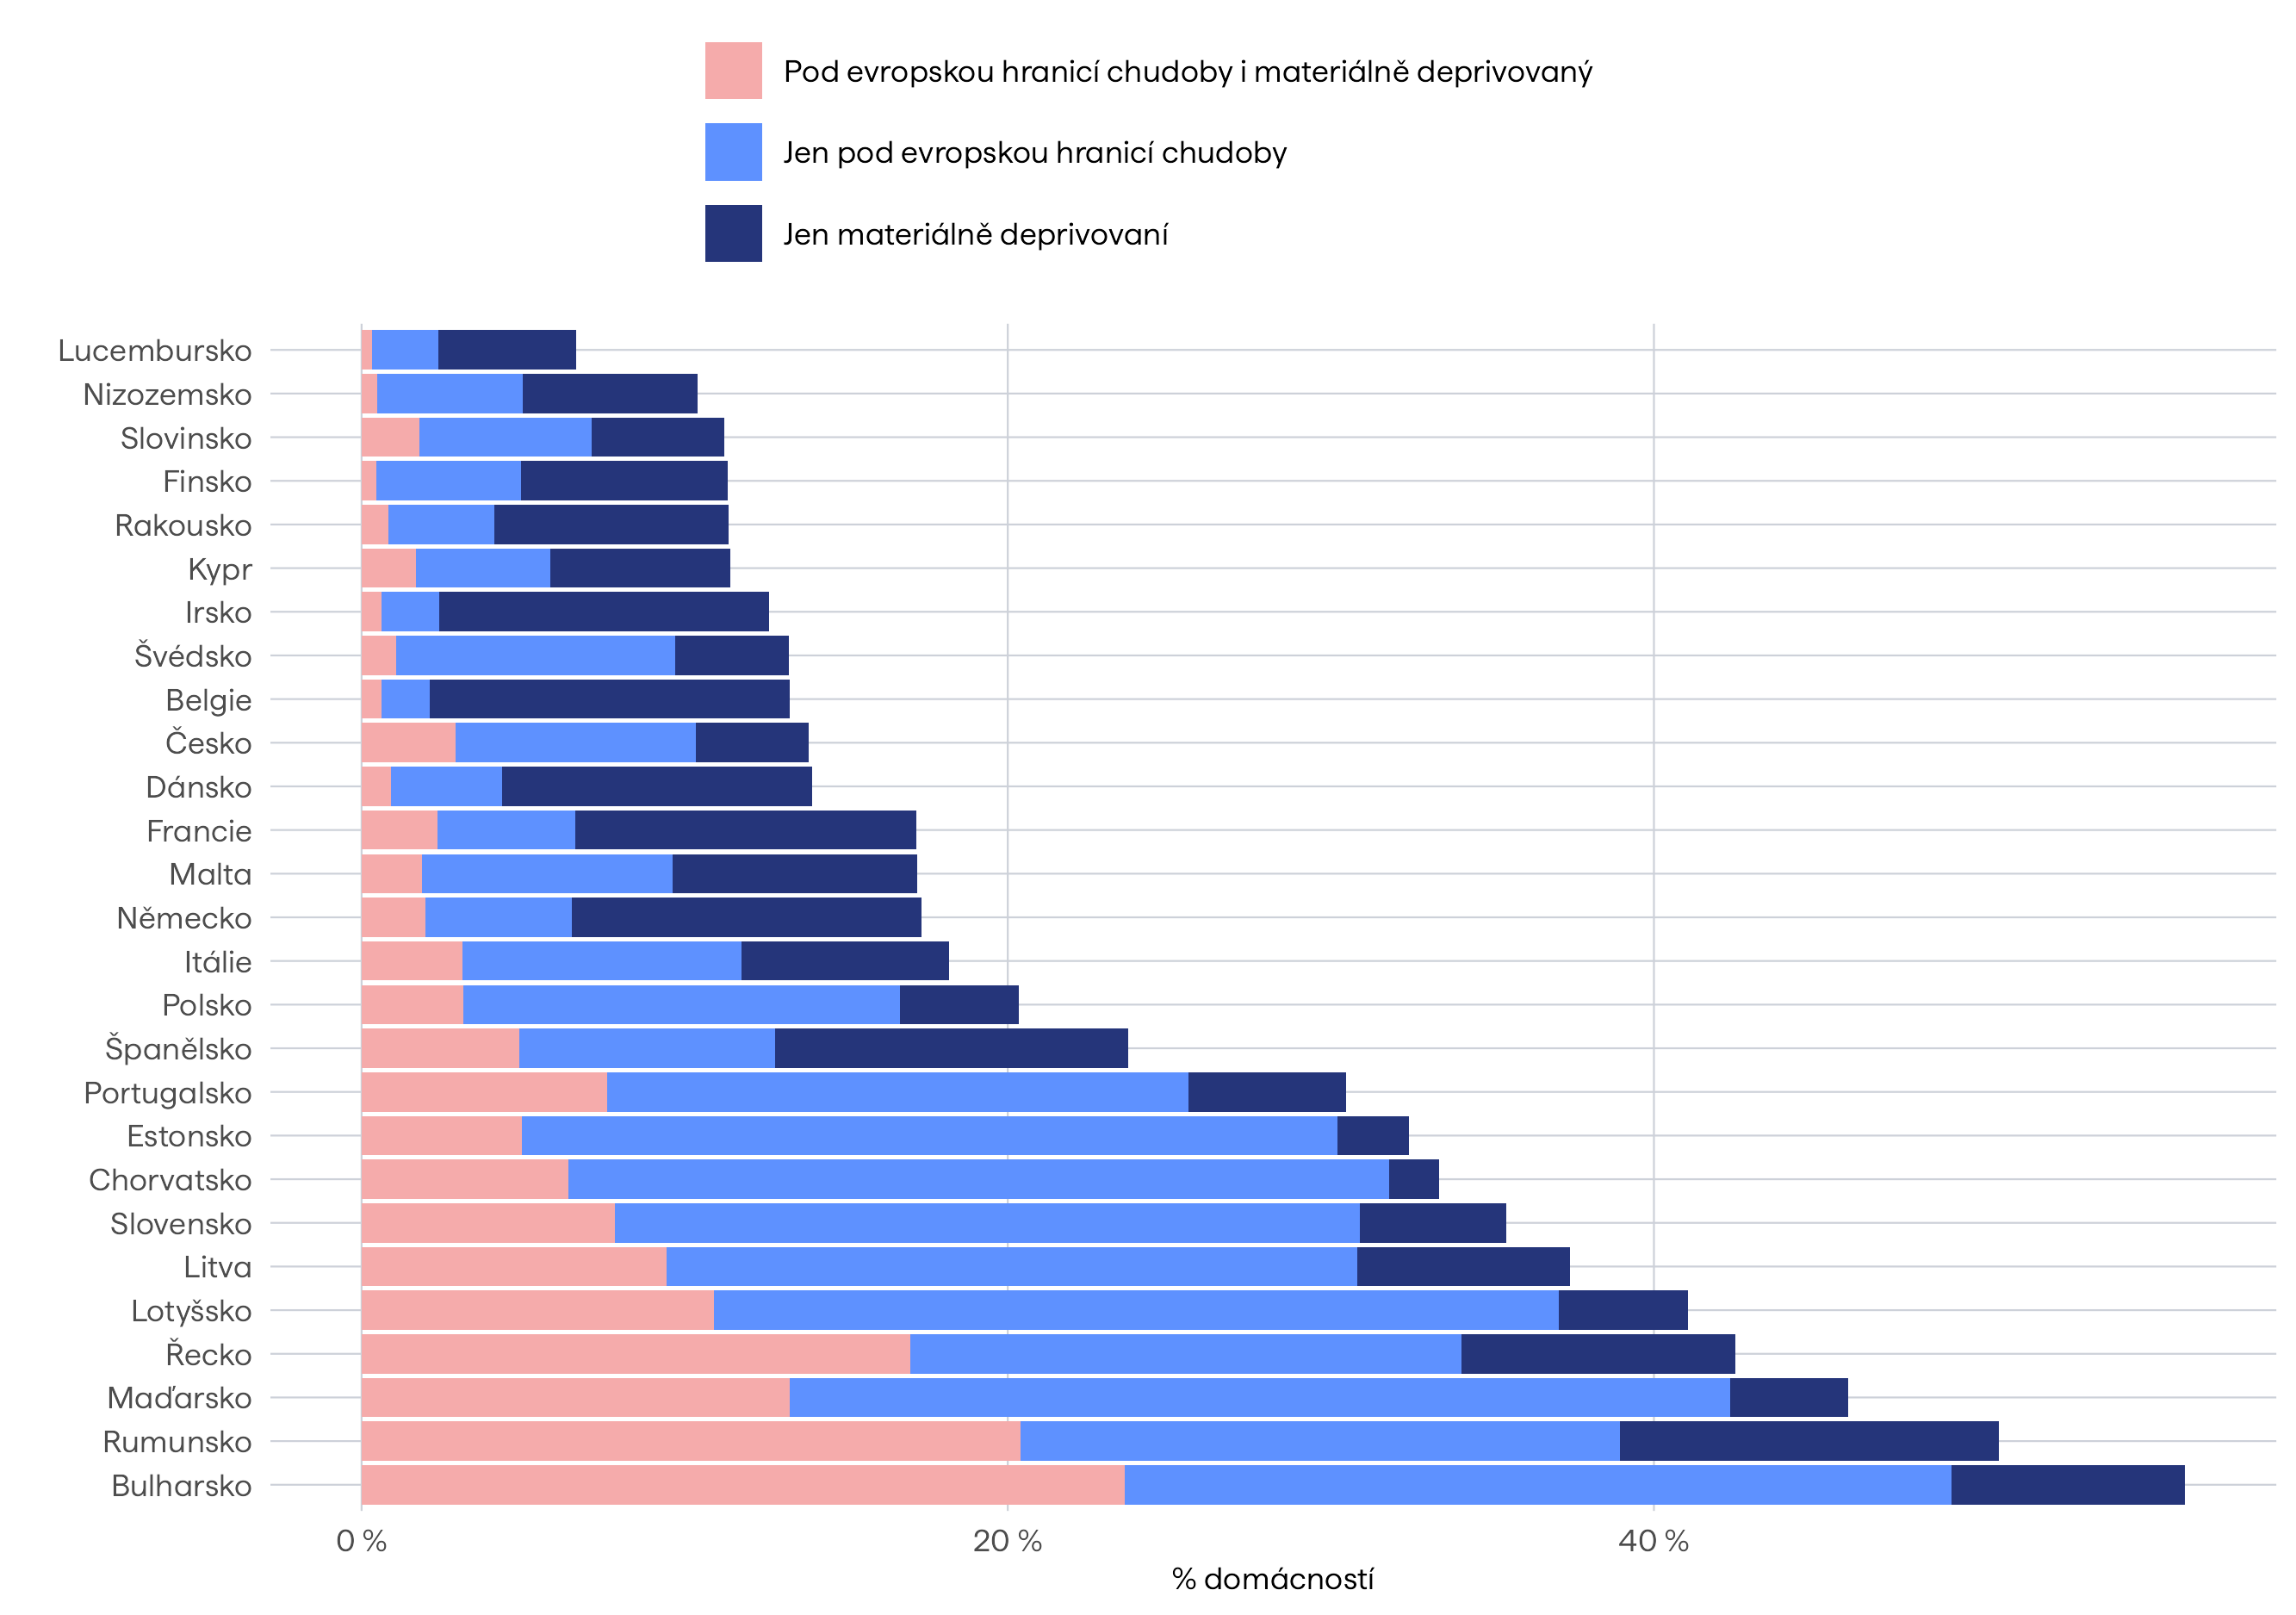 Pod evropskou hranicí chudoby i materiálně deprivovaný
Jen pod evropskou hranicí chudoby
Jen materiálně deprivovaní
Lucembursko
Nizozemsko
Slovinsko
Finsko
Rakousko
Kypr
Irsko
Švédsko
Belgie
Česko
Dánsko
Francie
Malta
Německo
Itálie
Polsko
Španělsko
Portugalsko
Estonsko
Chorvatsko
Slovensko
Litva
Lotyšsko
Řecko
Maďarsko
Rumunsko
Bulharsko
0 % 20 % 40 %
% domácností